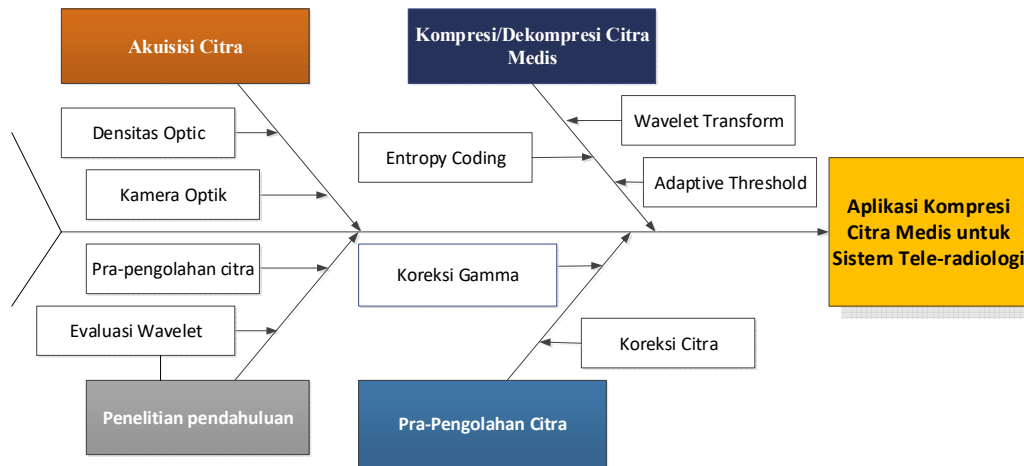 Akuisisi Citra
Kompresi/Dekompresi Citra
Medis
Densitas Optic
Wavelet Transform
Entropy Coding
Kamera Optik
Adaptive Threshold
Aplikasi Kompresi
Citra Medis untuk
Sistem Tele-radiologi
Pra-pengolahan citra
Koreksi Gamma
Evaluasi Wavelet
Koreksi Citra
Penelitian pendahuluan
Pra-Pengolahan Citra